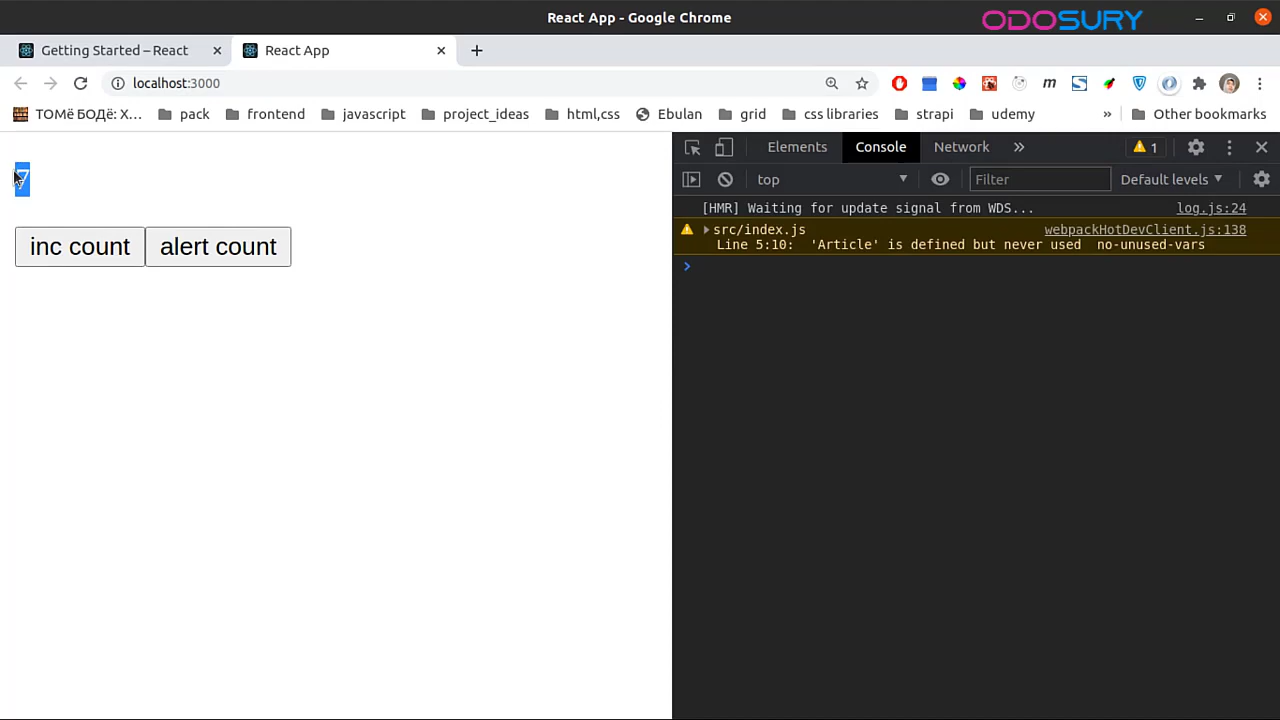 React App - Google Chrome
ODOSURY
Getting Started – React
React App
localhost:3000
ТОМё БОДё: Х...
pack
frontend
javascript
project_ideas
html,css
Ebulan
grid
css libraries
strapi
udemy
»
Other bookmarks
7
inc count
alert count
Elements
Console
Network
»
1
top
Filter
Default levels
[HMR] Waiting for update signal from WDS...
log.js:24
src/index.js
webpackHotDevClient.js:138
Line 5:10: 'Article' is defined but never used no-unused-vars